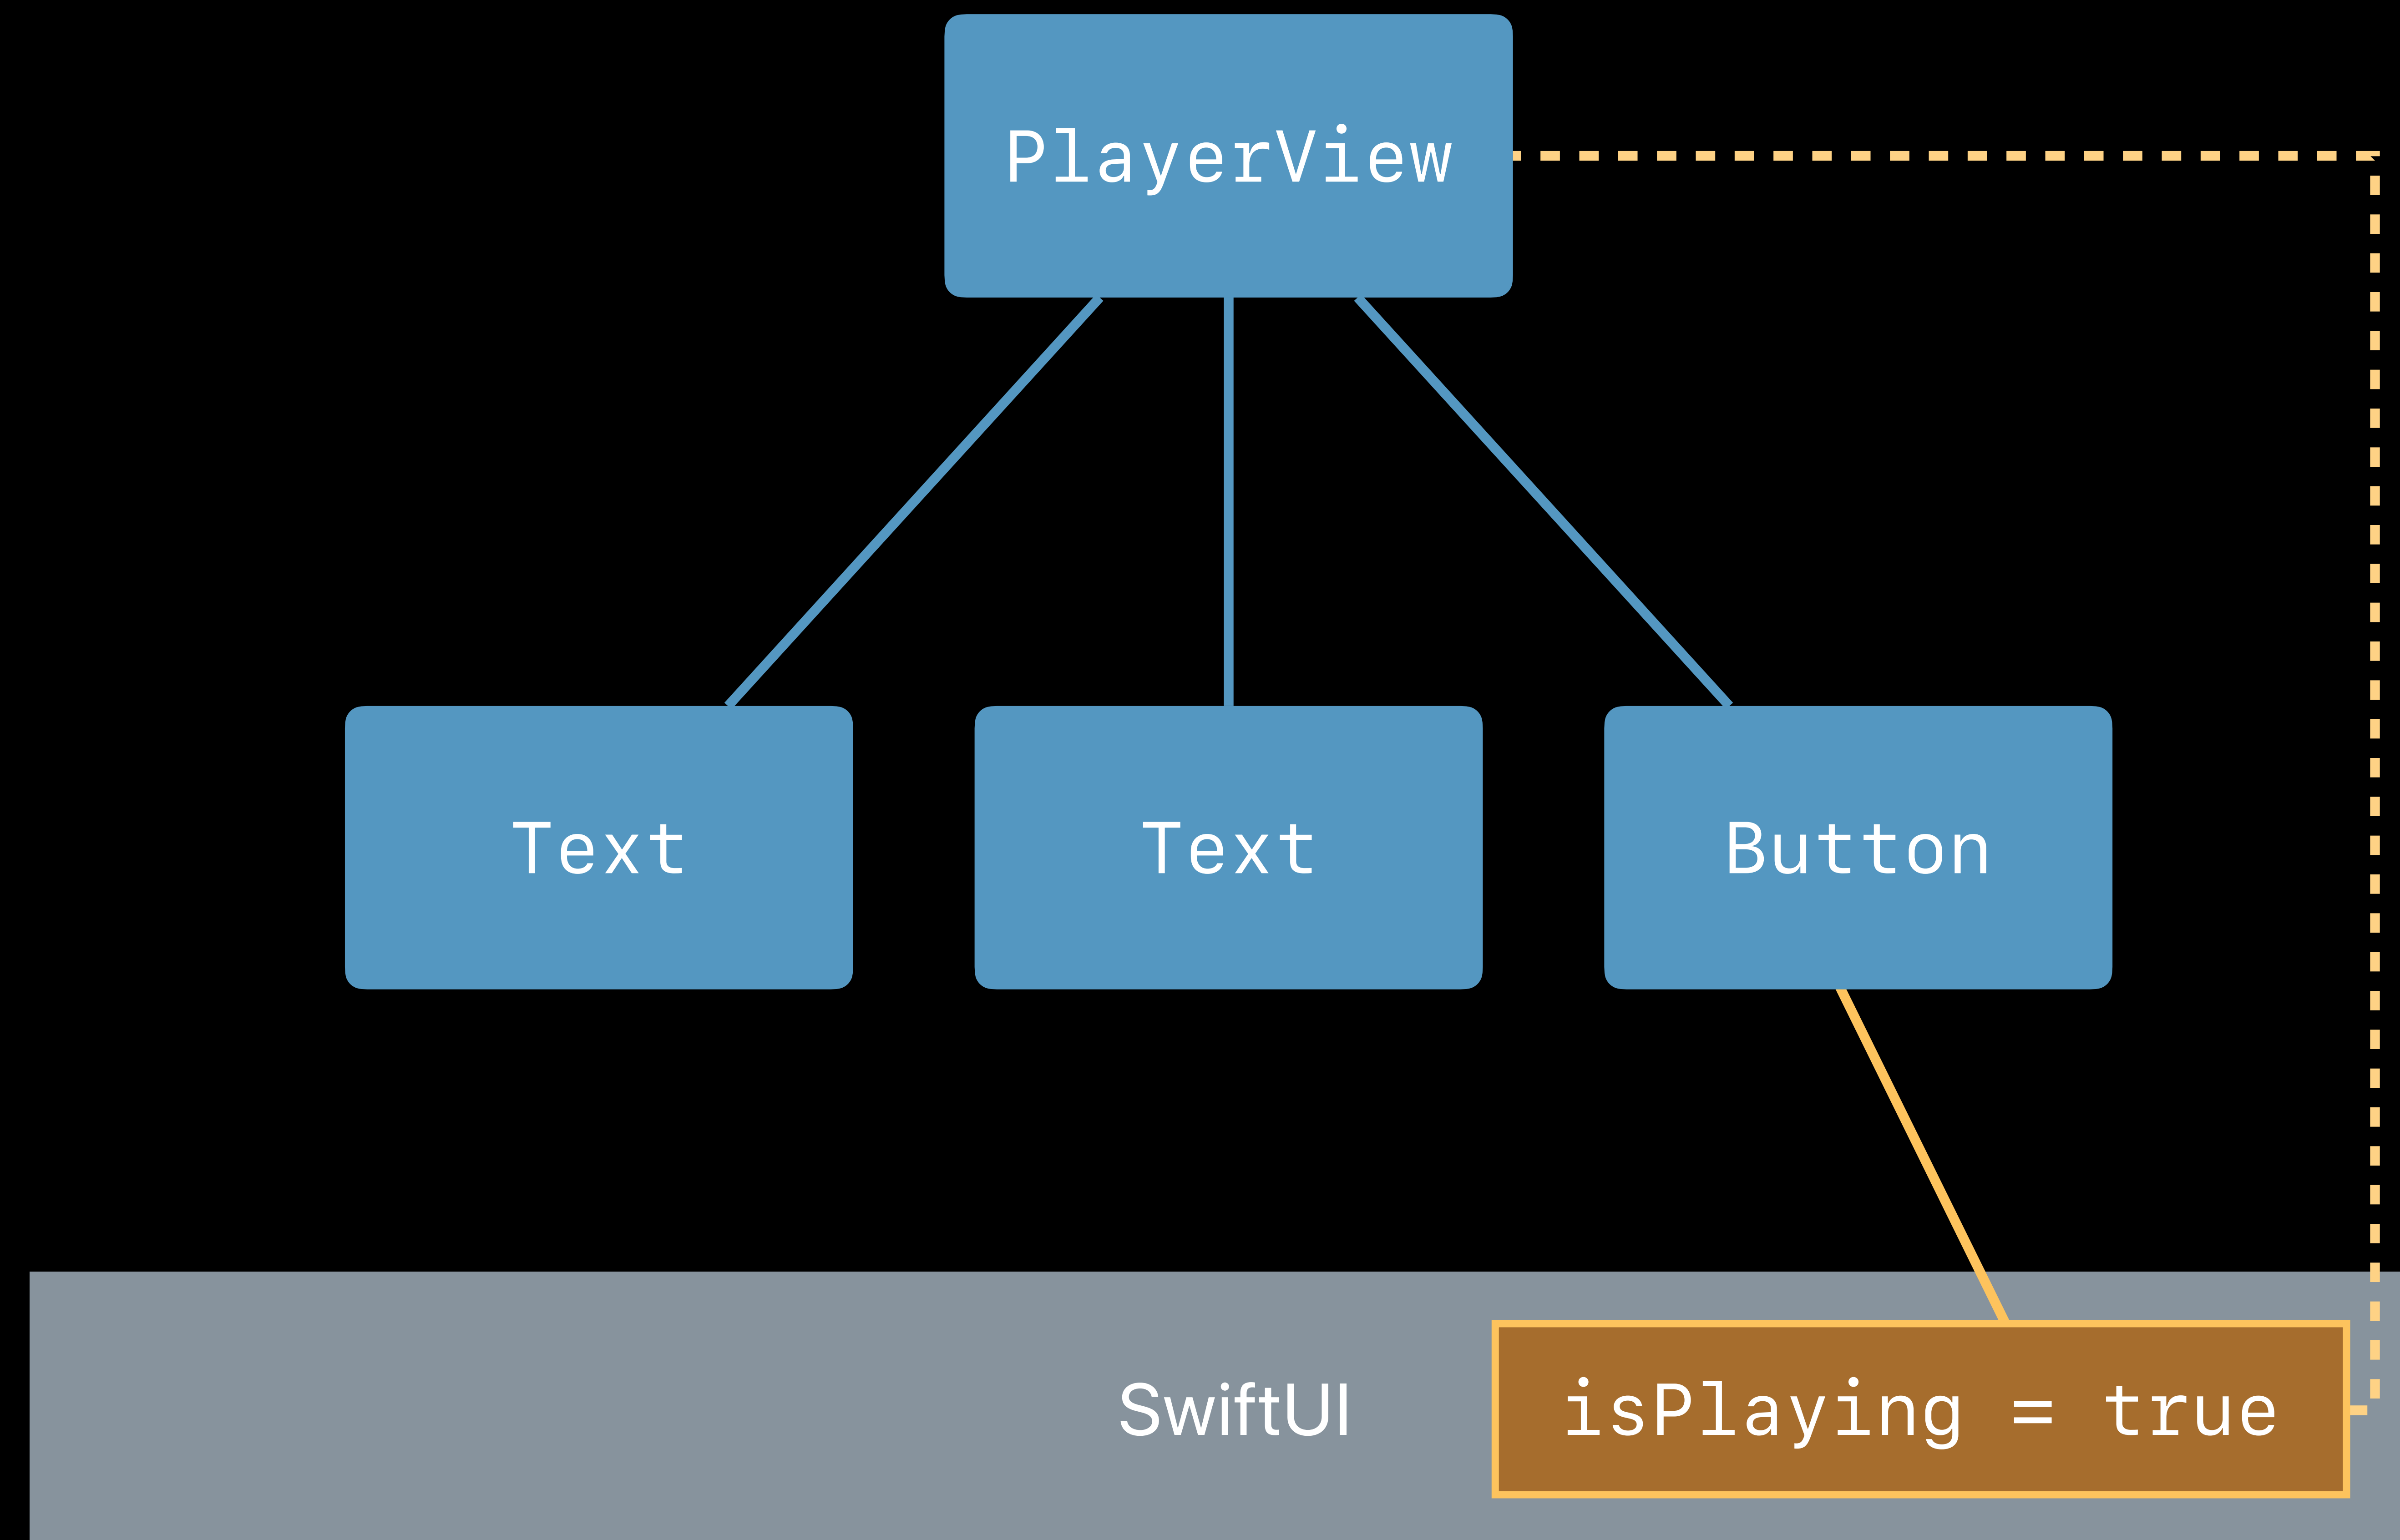 PlayerView
Text
Text
Button
SwiftUI
isPlaying = true